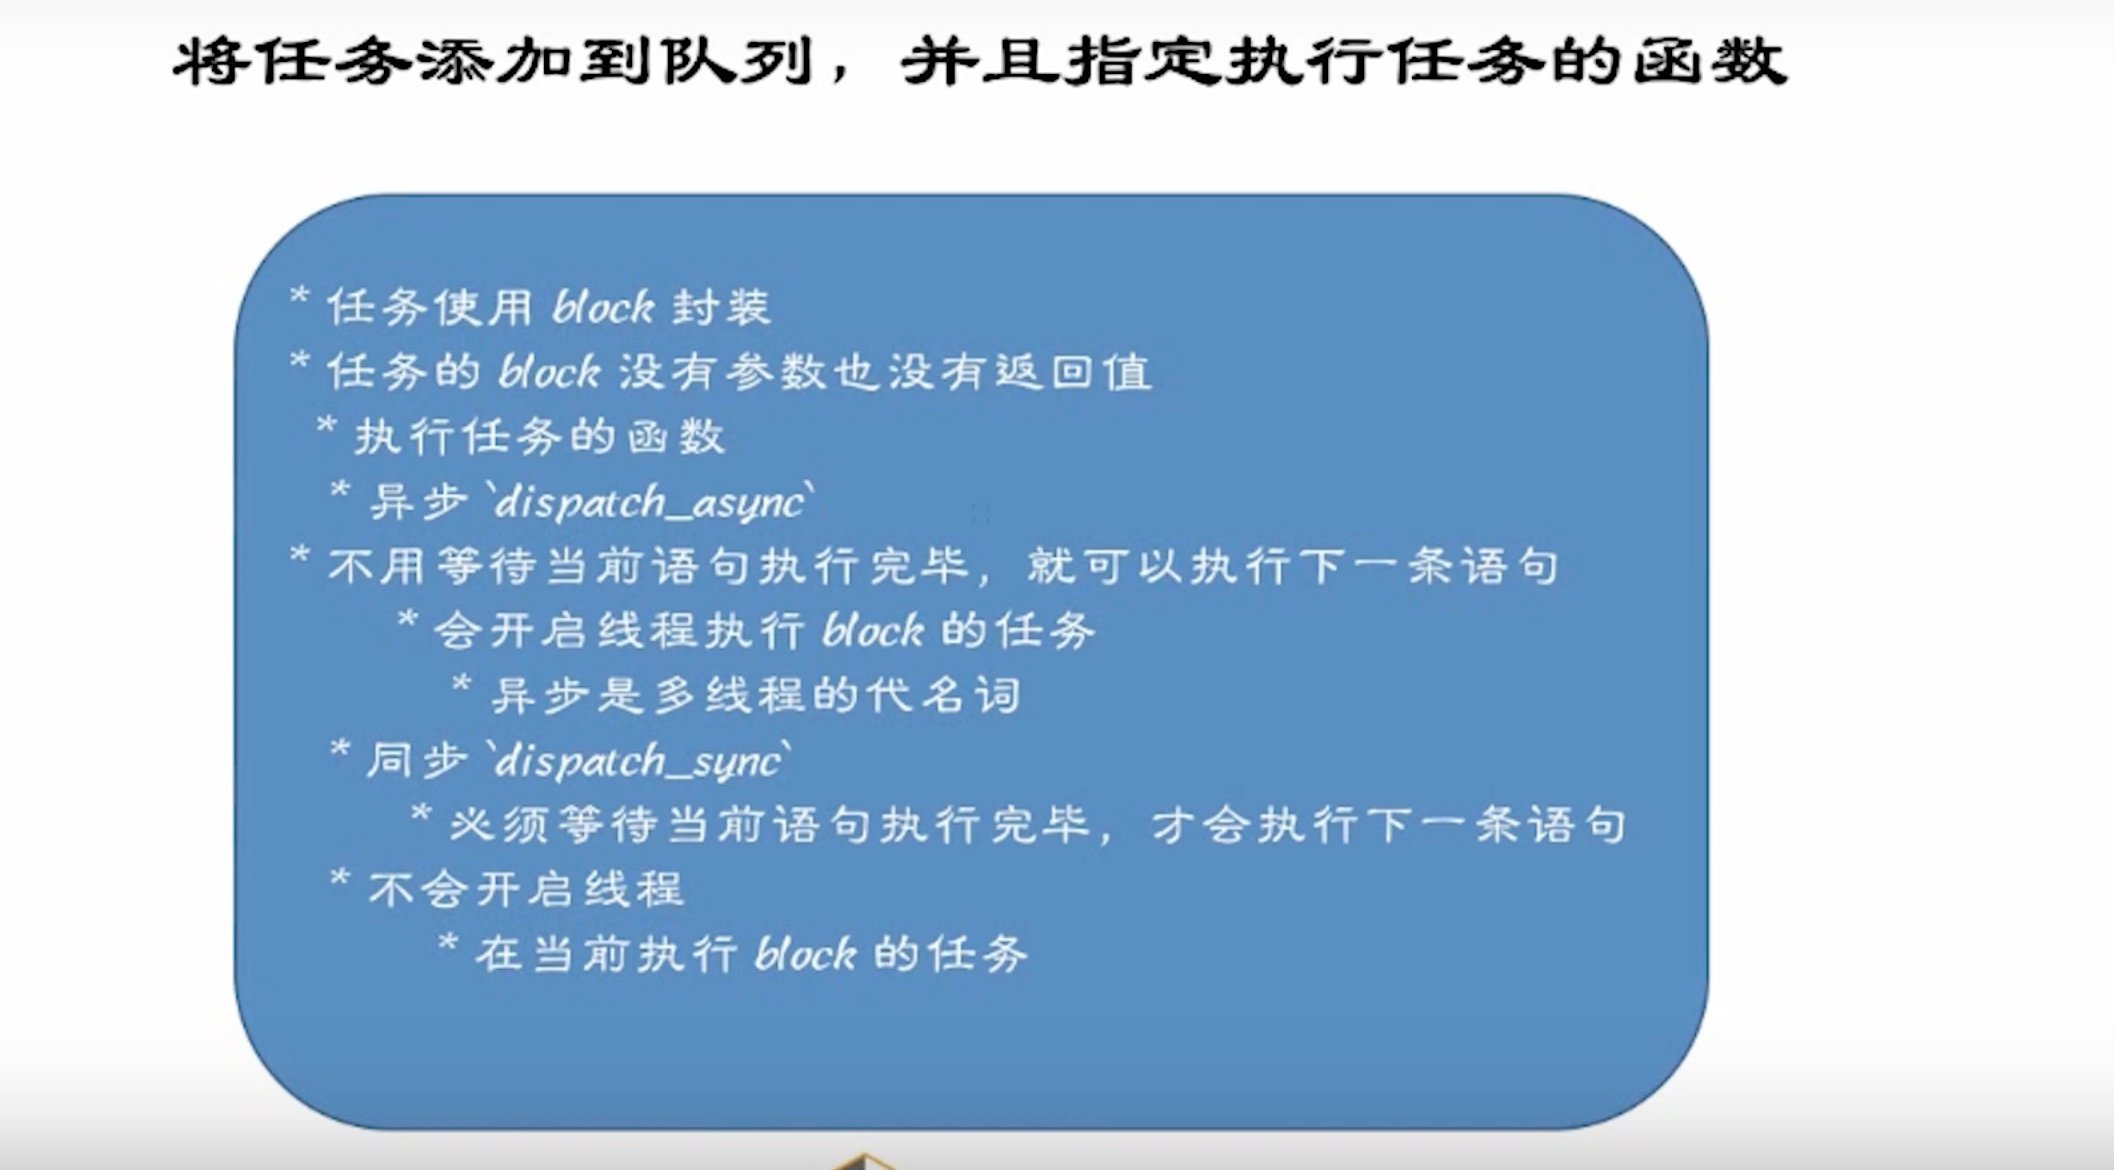 将任务添加到队列，并且指定执行任务的函数
* 任务使用 block 封装
* 任务的 block 没有参数也没有返回值
* 执行任务的函数
* 异步 `dispatch_async`
* 不用等待当前语句执行完毕，就可以执行下一条语句
* 会开启线程执行 block 的任务
* 异步是多线程的代名词
* 同步 `dispatch_sync`
* 必须等待当前语句执行完毕，才会执行下一条语句
* 不会开启线程
* 在当前执行 block 的任务